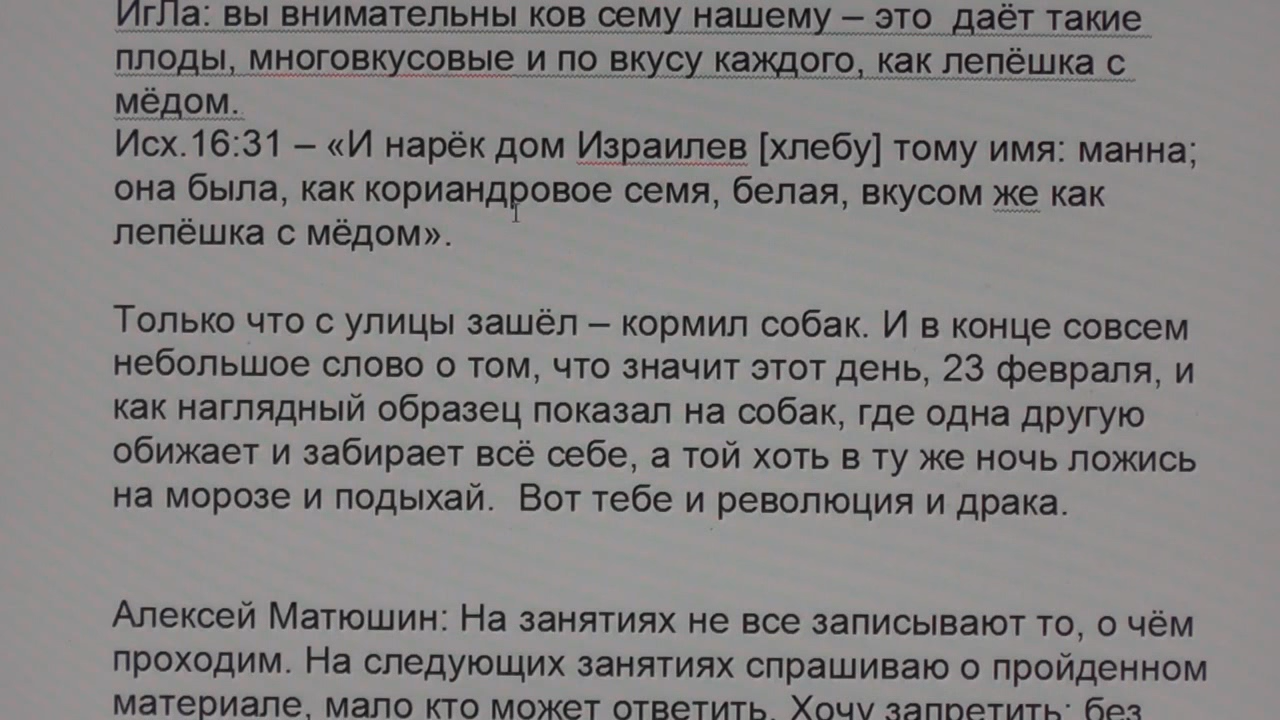 ИгЛа: вы внимательны ков сему нашему – это  даёт такие
плоды, многовкусовые и по вкусу каждого, как лепёшка с
мёдом.
Исх.16:31 – «И нарёк дом Израилев [хлебу] тому имя: манна;
она была, как кориандровое семя, белая, вкусом же как
лепёшка с мёдом».
Только что с улицы зашёл – кормил собак. И в конце совсем
небольшое слово о том, что значит этот день, 23 февраля, и
как наглядный образец показал на собак, где одна другую
обижает и забирает всё себе, а той хоть в ту же ночь ложись
на морозе и подыхай.  Вот тебе и революция и драка.
Алексей Матюшин: На занятиях не все записывают то, о чём
проходим. На следующих занятиях спрашиваю о пройденном
материале, мало кто может ответить. Хочу запретить: без